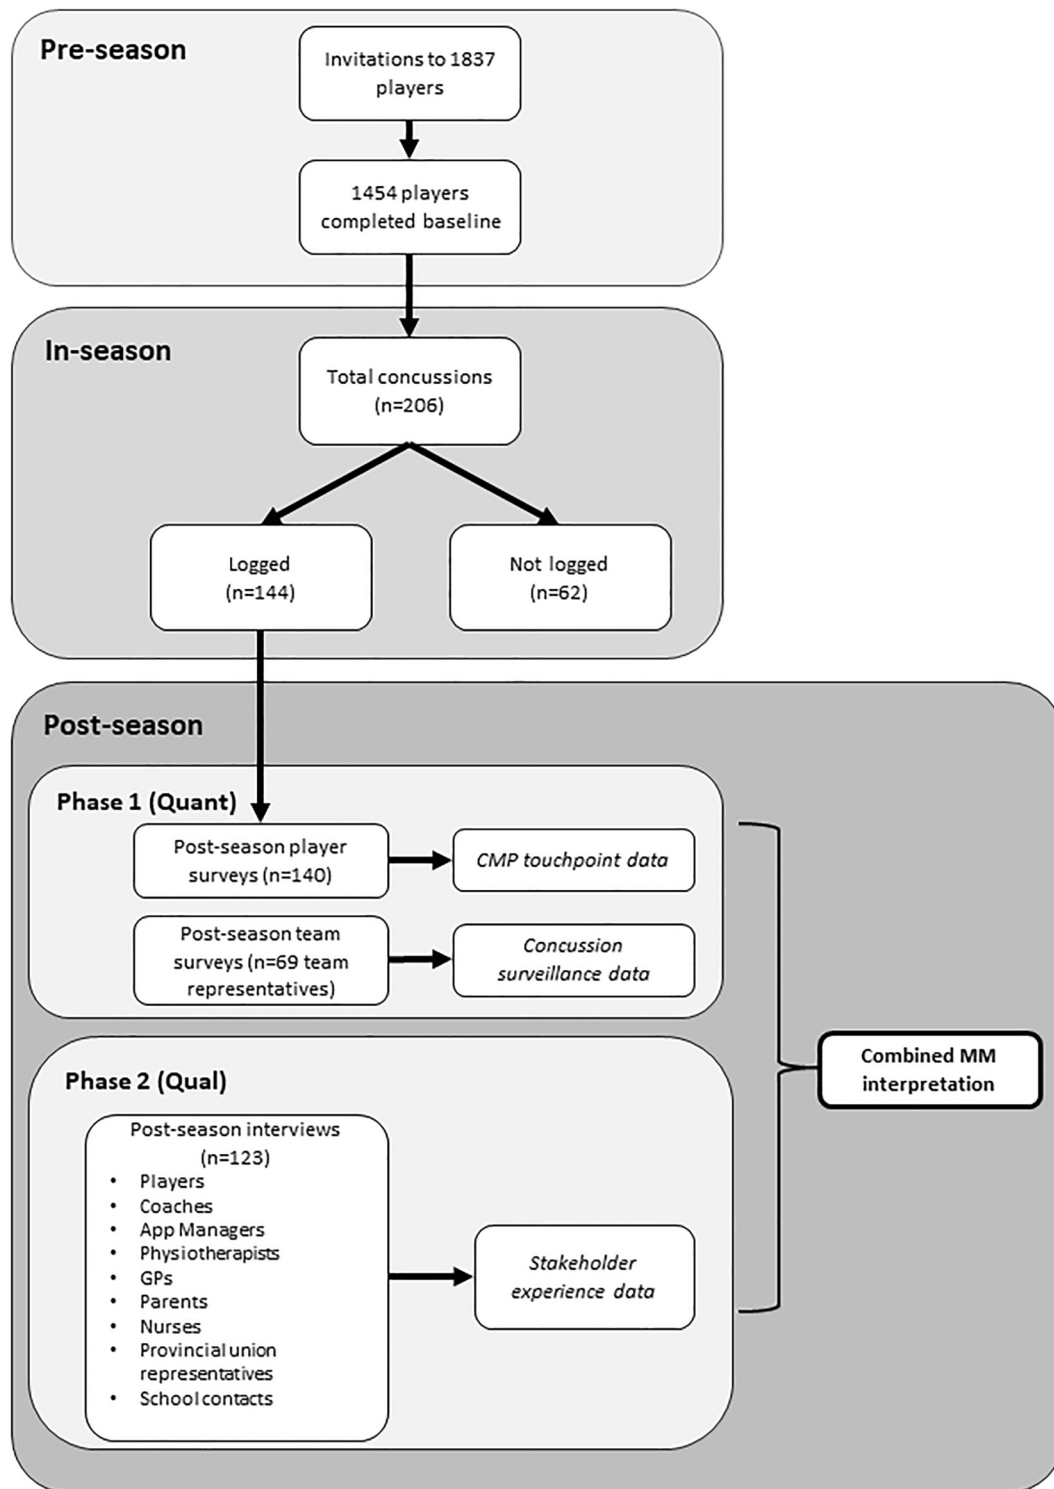 Pre-season
Invitations to 1837
players
1454 players
completed baseline
In-season
Total concussions
(n=206)
Logged
(n=144)
Not logged
(n=62)
Post-season
Phase 1 (Quant)
Post-season player
surveys (n=140)
CMP touchpoint data
Post-season team
surveys (n=69 team
representatives)
Concussion
surveillance data
Phase 2 (Qual)
Post-season interviews
(n=123)
• Players
• Coaches
• App Managers
• Physiotherapists
• GPs
• Parents
• Nurses
• Provincial union
representatives
• School contacts
Stakeholder
experience data
Combined MM
interpretation